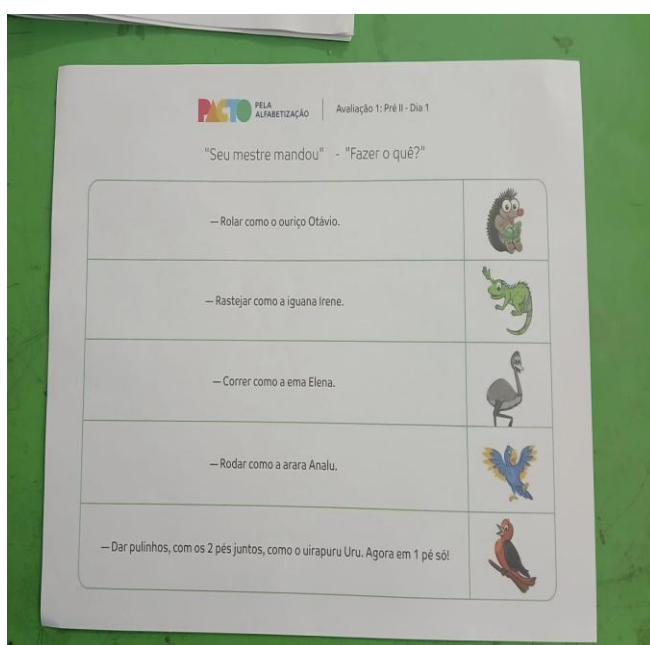 PACTO PELA ALFABETIZAÇÃO
Avaliação 1: Pré II - Dia 1
"Seu mestre mandou" - "Fazer o quê?"
— Rolar como o ouriço Otávio.
— Rastejar como a iguana Irene.
— Correr como a ema Elena.
— Rodar como a arara Analu.
— Dar pulinhos, com os 2 pés juntos, como o uirapuru Uru. Agora em 1 pé só!